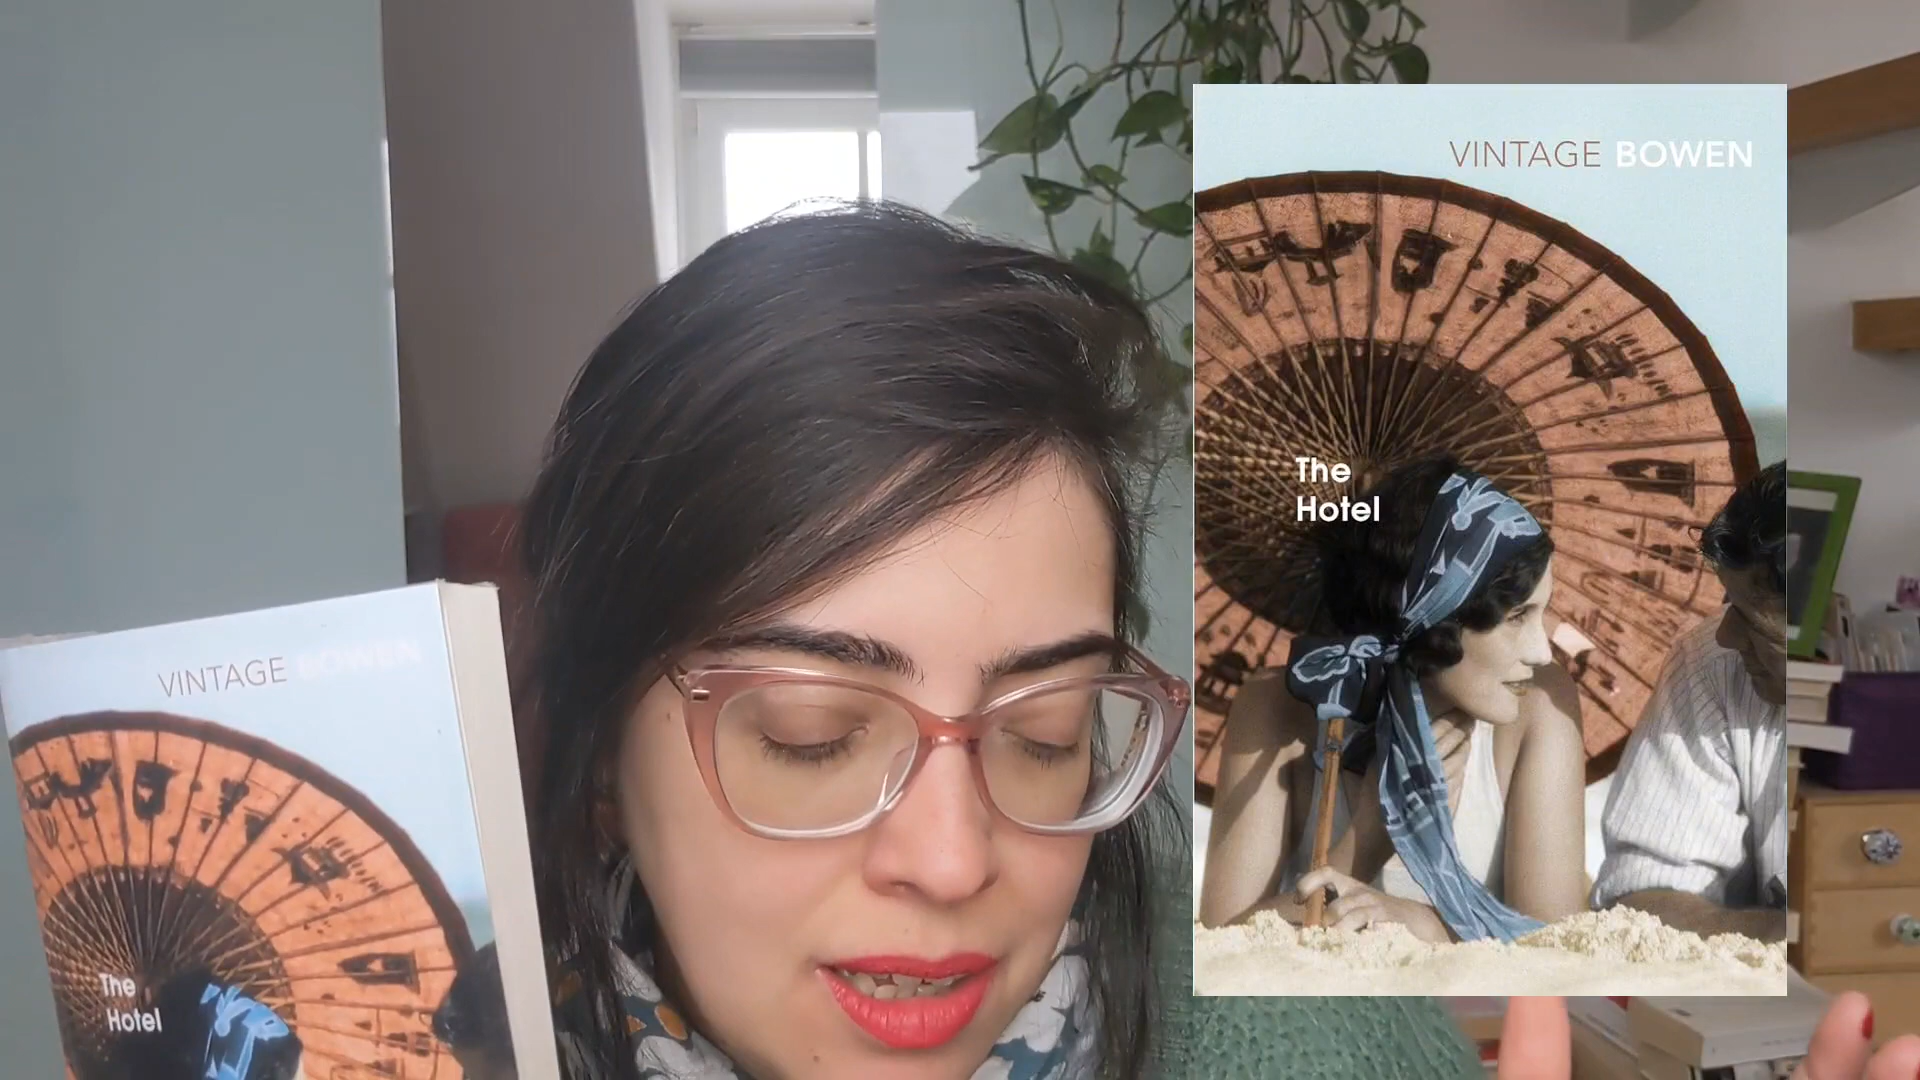 VINTAGE BOWEN
The
Hotel
VINTAGE BOWEN
The
Hotel